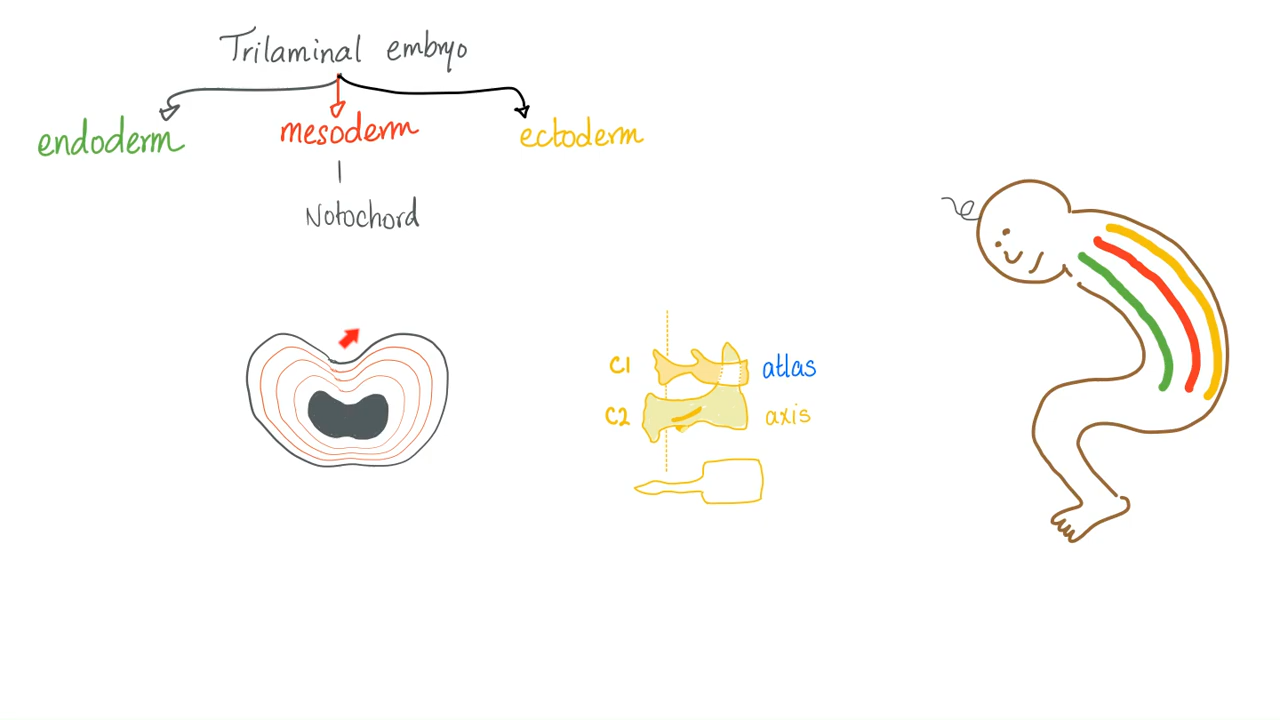 Trilaminal embryo
endoderm mesoderm ectoderm
Notochord
C1 atlas
C2 axis